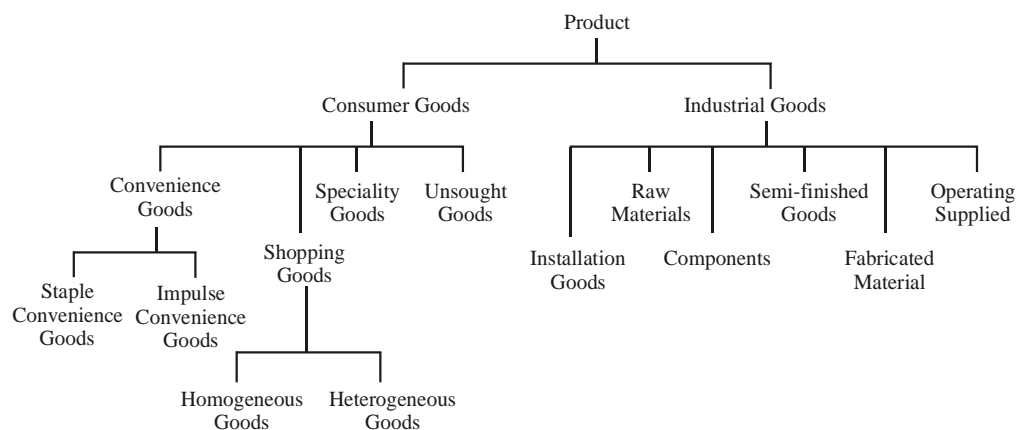 Product
Consumer Goods
Industrial Goods
Convenience
Goods
Speciality
Goods
Unsought
Goods
Shopping
Goods
Staple
Convenience
Goods
Impulse
Convenience
Goods
Homogeneous
Goods
Heterogeneous
Goods
Installation
Goods
Raw
Materials
Components
Semi-finished
Goods
Fabricated
Material
Operating
Supplied